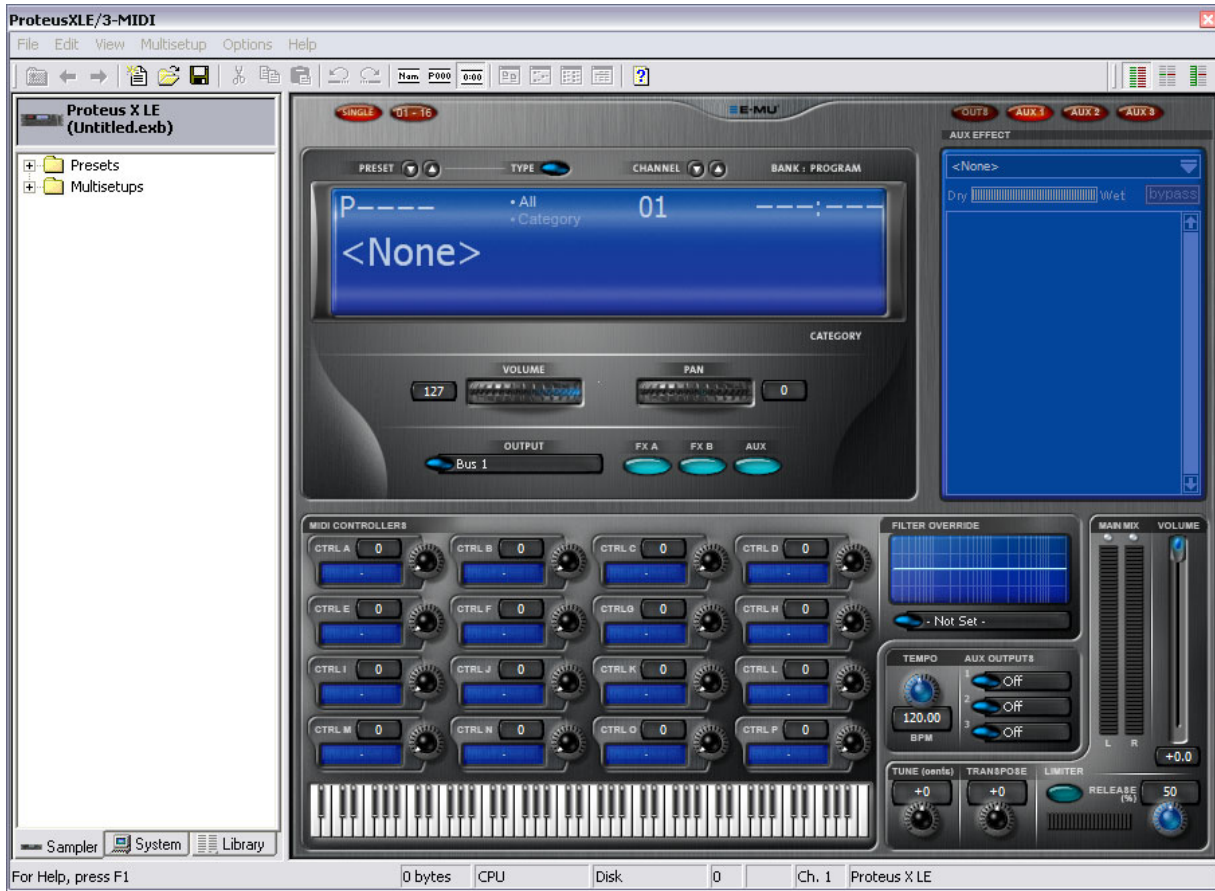 ProteusXLE/3-MIDI
File Edit View Multisetup Options Help
Nam P000 0:00
Proteus X LE
(Untitled.exb)
Presets
Multisetups
SINGLE 01 - 16
E-MU
OUTS AUX 1 AUX 2 AUX 3
AUX EFFECT
PRESET TYPE CHANNEL BANK : PROGRAM
<None>
Dry Wet bypass
P---- • All 01 ---:---
• Category
<None>
CATEGORY
VOLUME PAN
127 0
OUTPUT FX A FX B AUX
Bus 1
MIDI CONTROLLERS
CTRL A 0 CTRL B 0 CTRL C 0 CTRL D 0
- - - -
CTRL E 0 CTRL F 0 CTRLG 0 CTRL H 0
- - - -
CTRL I 0 CTRL J 0 CTRL K 0 CTRL L 0
- - - -
CTRL M 0 CTRL N 0 CTRL O 0 CTRL P 0
- - - -
FILTER OVERRIDE
- Not Set -
MAIN MIX VOLUME
TEMPO AUX OUTPUTS
1 Off
2 Off
3 Off
120.00
BPM
L R
+0.0
TUNE (cents) TRANSPOSE LIMITER
+0 +0 RELEASE (%) 50
Sampler System Library
For Help, press F1 0 bytes CPU Disk 0 Ch. 1 Proteus X LE